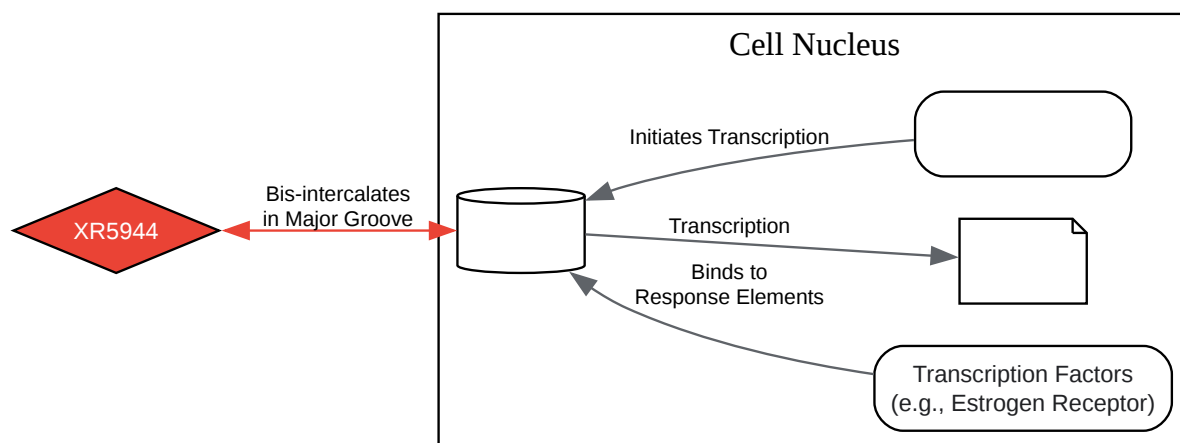 Cell Nucleus
Initiates Transcription
Bis-intercalates
in Major Groove
XR5944
Transcription
Binds to
Response Elements
Transcription Factors
(e.g., Estrogen Receptor)